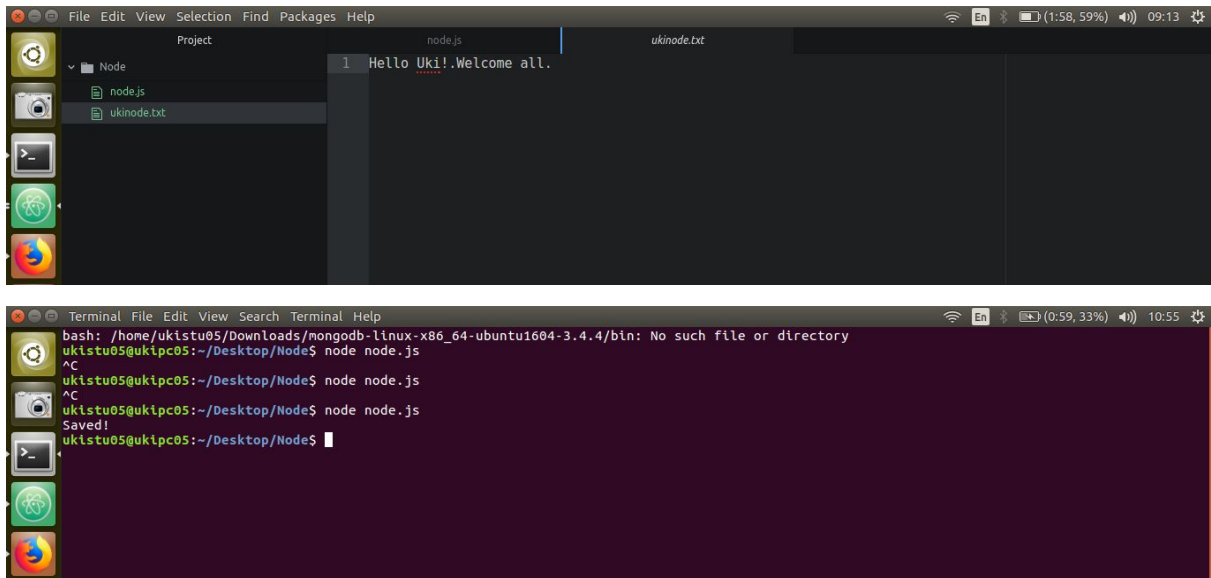 File Edit View Selection Find Packages Help
En (1:58, 59%) 09:13
Project
node.js
ukinode.txt
Node
node.js
ukinode.txt
1 Hello Uki!.Welcome all.
Terminal File Edit View Search Terminal Help
En (0:59, 33%) 10:55
bash: /home/ukistu05/Downloads/mongodb-linux-x86_64-ubuntu1604-3.4.4/bin: No such file or directory
ukistu05@ukipc05:~/Desktop/Node$ node node.js
^C
ukistu05@ukipc05:~/Desktop/Node$ node node.js
^C
ukistu05@ukipc05:~/Desktop/Node$ node node.js
Saved!
ukistu05@ukipc05:~/Desktop/Node$